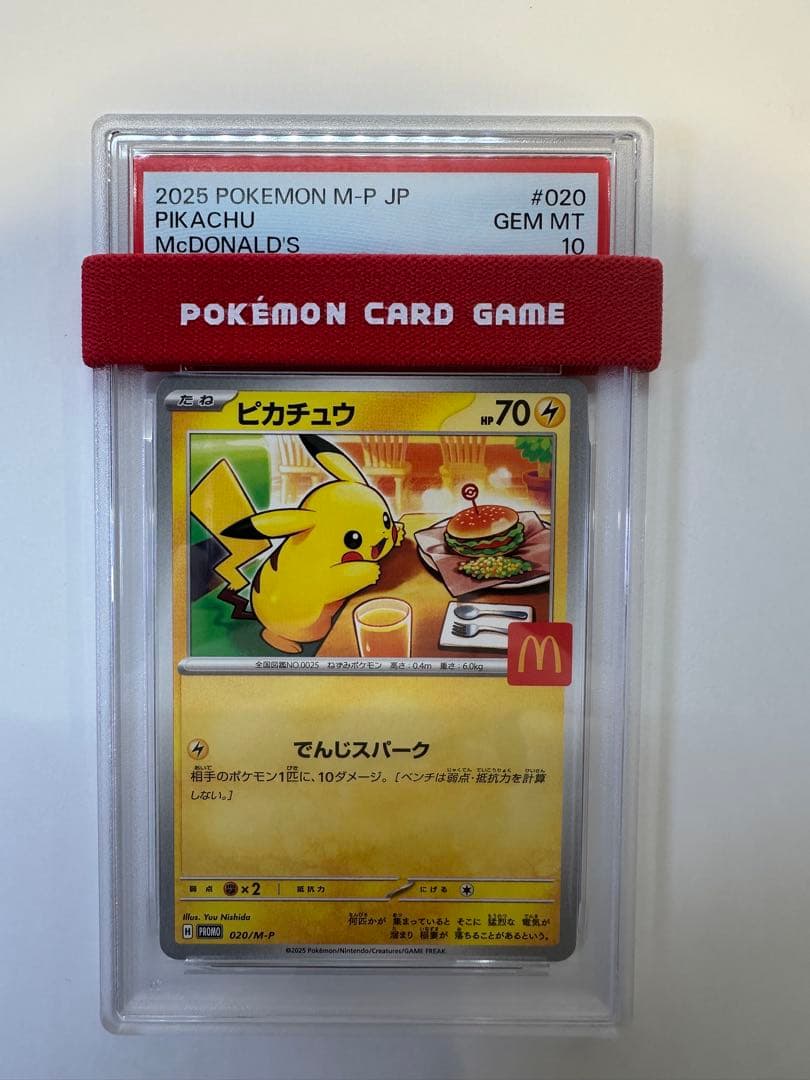 2025 POKEMON M-P JP #020
PIKACHU GEM MT
McDONALD'S 10
POKÉMON CARD GAME
たね ピカチュウ HP70
全国図鑑NO.0025 ねずみポケモン 高さ:0.4m 重さ:6.0kg
でんじスパーク
相手のポケモン1匹に、10ダメージ。[ベンチは弱点・抵抗力を計算
しない。]
弱点 ×2 抵抗力 にげる
Illus. Yuu Nishida
何匹かが 集まっていると そこに 猛烈な 電気が
H PROMO 020/M-P
溜まり 稲妻が 落ちることがあるという。
©2025 Pokémon/Nintendo/Creatures/GAME FREAK